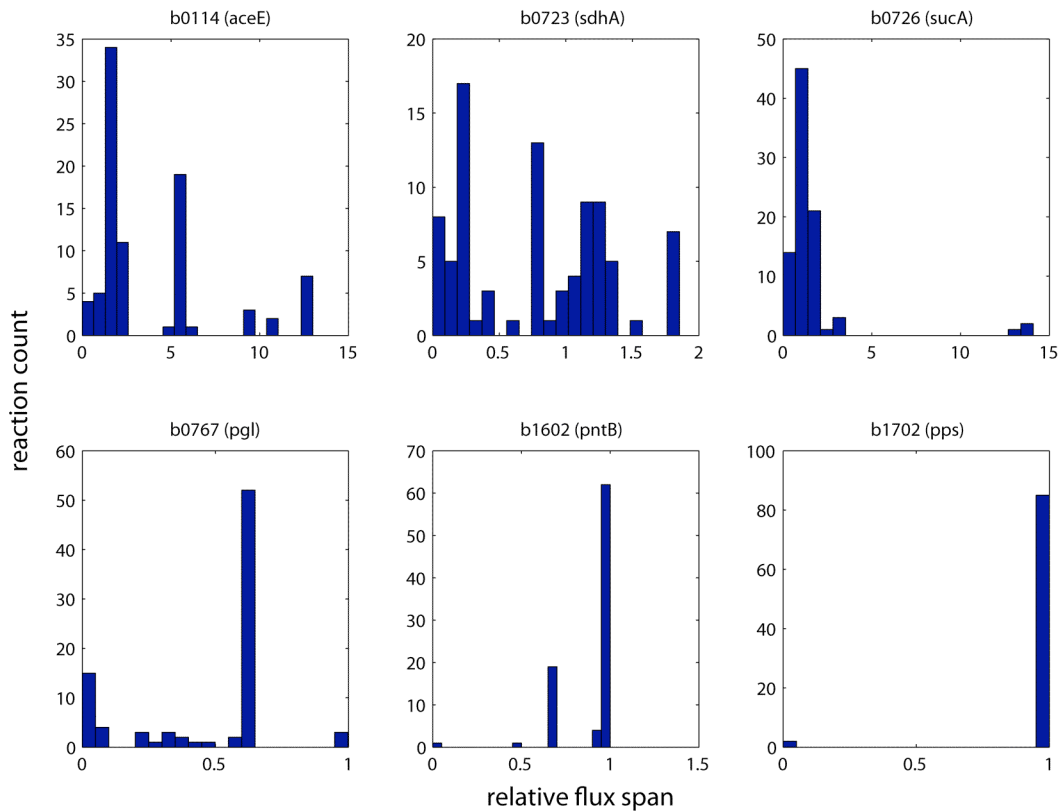 b0114 (aceE)
35
30
25
20
15
10
5
0
0 5 10 15
b0723 (sdhA)
20
15
10
5
0
0 0.5 1 1.5 2
b0726 (sucA)
50
40
30
20
10
0
0 5 10 15
reaction count
b0767 (pgl)
60
50
40
30
20
10
0
0 0.5 1
b1602 (pntB)
70
60
50
40
30
20
10
0
0 0.5 1 1.5
b1702 (pps)
100
80
60
40
20
0
0 0.5 1
relative flux span